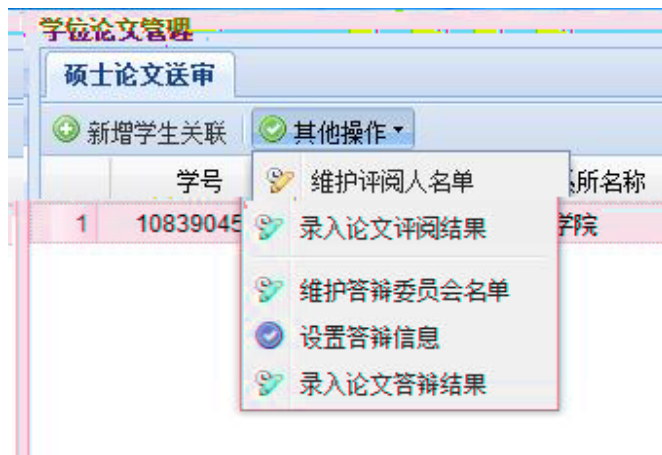 学位论文管理
硕士论文送审
新增学生关联 其他操作
学号 所名称
维护评阅人名单
1 10839045 学院
录入论文评阅结果
维护答辩委员会名单
设置答辩信息
录入论文答辩结果